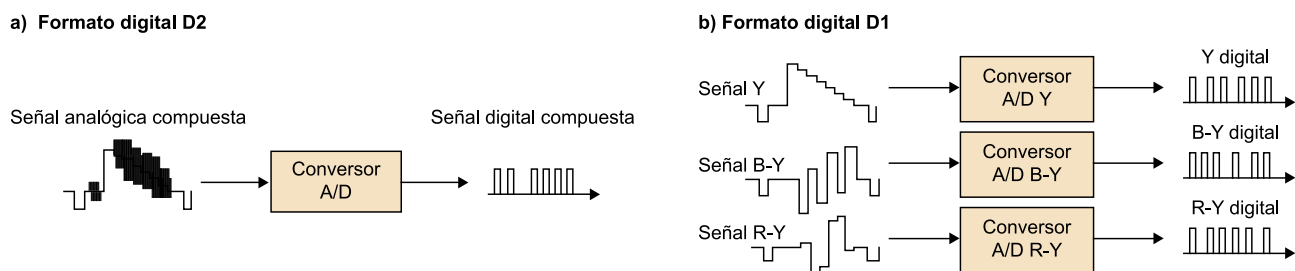 a) Formato digital D2
Señal analógica compuesta
Conversor
A/D
Señal digital compuesta
b) Formato digital D1
Señal Y
Conversor
A/D Y
Y digital
Señal B-Y
Conversor
A/D B-Y
B-Y digital
Señal R-Y
Conversor
A/D R-Y
R-Y digital